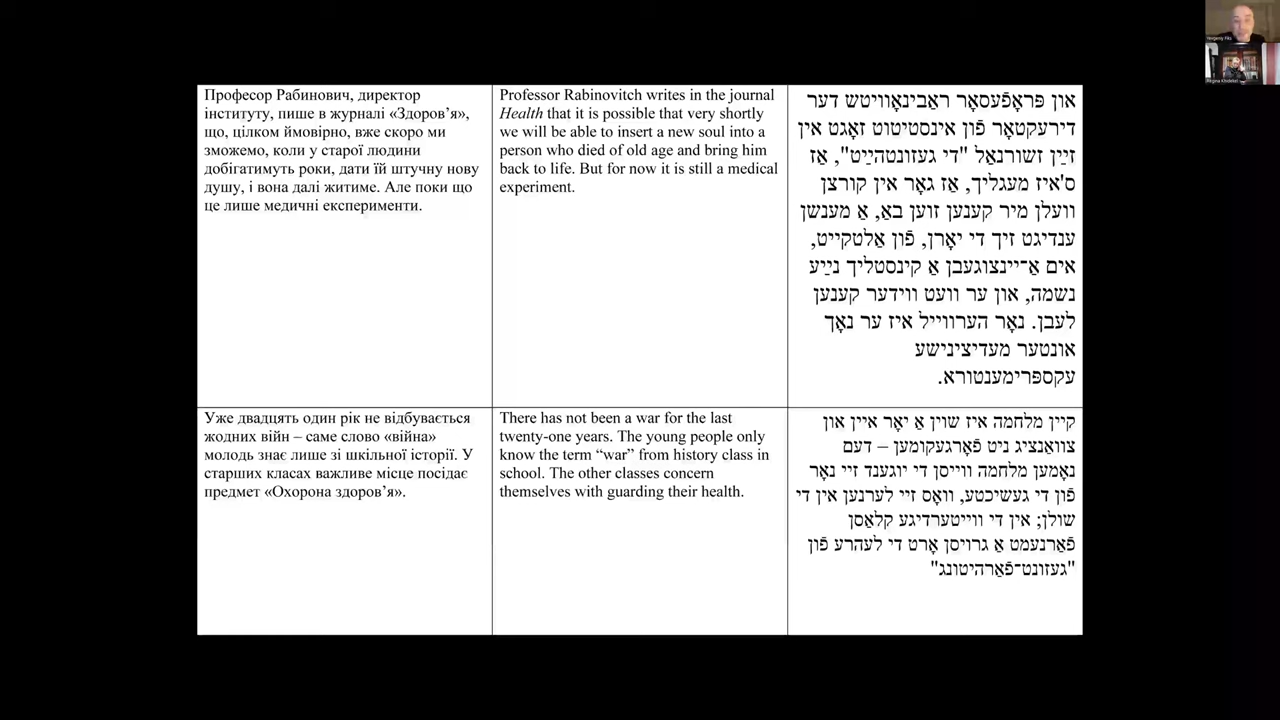 Професор Рабинович, директор
інституту, пише в журналі «Здоров’я»,
що, цілком ймовірно, вже скоро ми
зможемо, коли у старої людини
добігатимуть роки, дати їй штучну нову
душу, і вона далі житиме. Але поки що
це лише медичні експерименти.
Professor Rabinovitch writes in the journal
Health that it is possible that very shortly
we will be able to insert a new soul into a
person who died of old age and bring him
back to life. But for now it is still a medical
experiment.
און פּראָפֿעסאָר ראַבינאָוויטש דער
דירעקטאָר פֿון אינסטיטוט זאָגט אין
זײַן זשורנאַל "די געזונטהייַט", אַז
ס'איז מעגליך, אַז גאָר אין קורצן
וועלן מיר קענען זוען באַ, אַ מענשן
ענדיגט זיך די יאָרן, פֿון אַלטקייט,
אים אַ־יינצוגעבן אַ קינסטליך נײַע
נשמה, און ער וועט ווידער קענען
לעבן. נאָר הערווייל איז ער נאָך
אונטער מעדיצינישע
עקספּרימענטורא.
Уже двадцять один рік не відбувається
жодних війн – саме слово «війна»
молодь знає лише зі шкільної історії. У
старших класах важливе місце посідає
предмет «Охорона здоров’я».
There has not been a war for the last
twenty-one years. The young people only
know the term “war” from history class in
school. The other classes concern
themselves with guarding their health.
קיין מלחמה איז שוין אַ יאָר איין און
צוואַנציג ניט פֿאָרגעקומען – דעם
נאָמען מלחמה ווייסן די יוגענד זיי נאָר
פֿון די געשיכטע, וואָס זיי לערנען אין די
שולן; אין די ווייטערדיגע קלאַסן
פֿאַרנעמט אַ גרויסן אָרט די לעהרע פֿון
"געזונט־פֿאַרהיטונג"